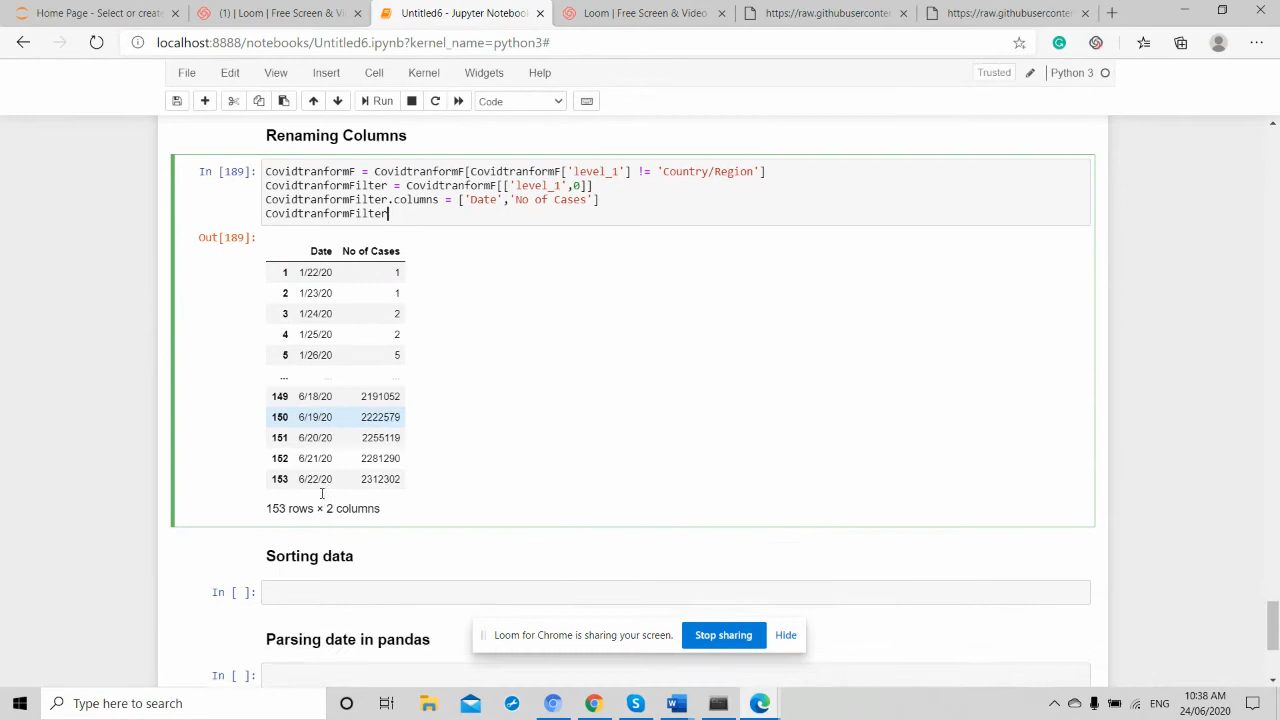 Home Page - Select or create a
(1) Loom | Free Screen & Video
Untitled6 - Jupyter Notebook
Loom | Free Screen & Video
https://raw.githubusercontent
https://raw.githubusercontent
localhost:8888/notebooks/Untitled6.ipynb?kernel_name=python3#
File Edit View Insert Cell Kernel Widgets Help
Trusted
Python 3
Run
Code
Renaming Columns
In [189]:
CovidtranformF = CovidtranformF[CovidtranformF['level_1'] != 'Country/Region']
CovidtranformFilter = CovidtranformF[['level_1',0]]
CovidtranformFilter.columns = ['Date','No of Cases']
CovidtranformFilter
Out[189]:
Date No of Cases
1 1/22/20 1
2 1/23/20 1
3 1/24/20 2
4 1/25/20 2
5 1/26/20 5
... ... ...
149 6/18/20 2191052
150 6/19/20 2222579
151 6/20/20 2255119
152 6/21/20 2281290
153 6/22/20 2312302
153 rows × 2 columns
Sorting data
In [ ]:
Loom for Chrome is sharing your screen.
Stop sharing
Hide
Parsing date in pandas
In [ ]:
Type here to search
ENG
10:38 AM
24/06/2020